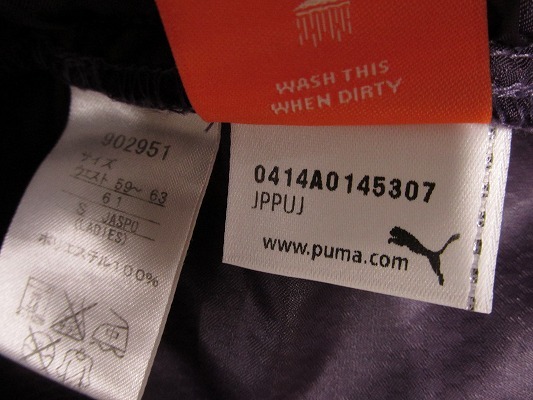 WASH THIS
WHEN DIRTY
902951
サイズ
ウエスト 59~63
61
S JASPO
(LADIES)
ポリエステル100%
0414A0145307
JPPUJ
www.puma.com